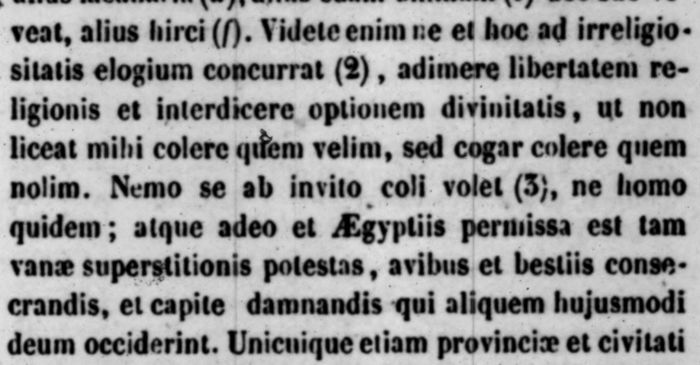 veat, alius hirci (f). Videte enim ne et hoc ad irreligio-
sitatis elogium concurrat (2), adimere libertatem re-
ligionis et interdicere optionem divinitatis, ut non
liceat mihi colere quem velim, sed cogar colere quem
nolim. Nemo se ab invito coli volet (3), ne homo
quidem; atque adeo et Ægyptiis permissa est tam
vanæ superstitionis potestas, avibus et bestiis conse-
crandis, et capite damnandis qui aliquem hujusmodi
deum occiderint. Unicuique etiam provinciæ et civitati